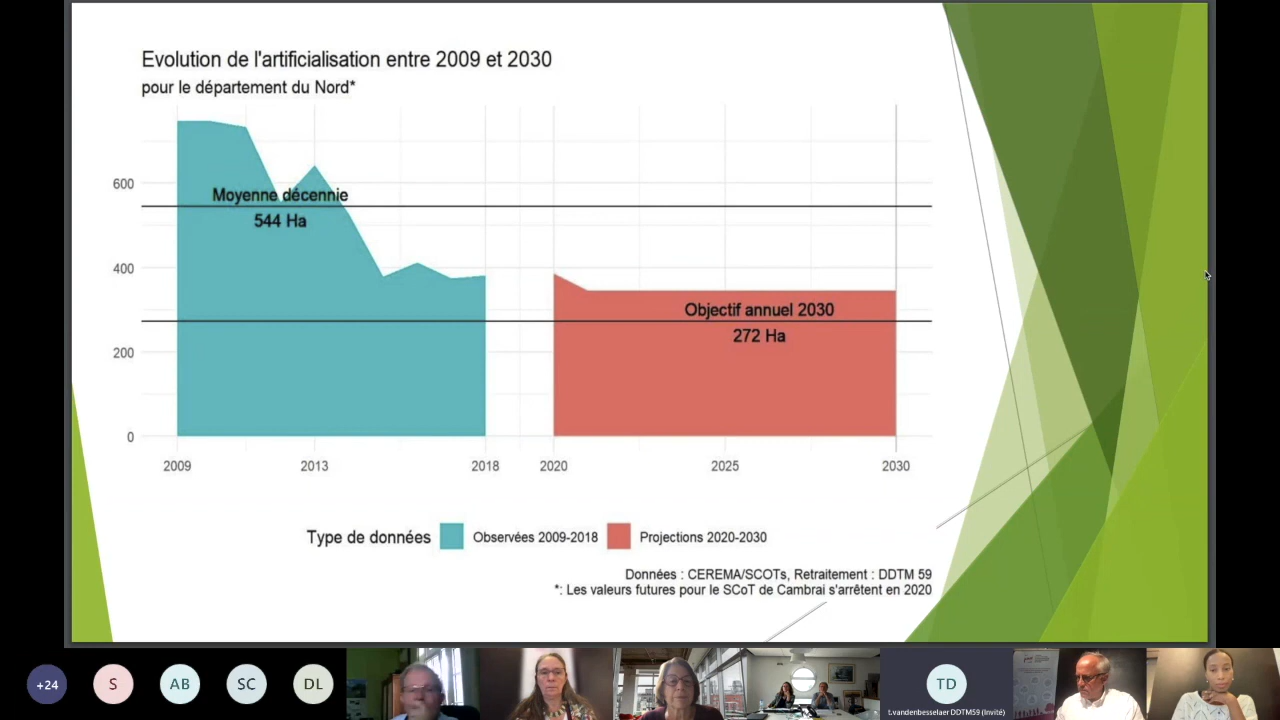 Evolution de l'artificialisation entre 2009 et 2030
pour le département du Nord*
600
400
200
0
Moyenne décennie
544 Ha
Objectif annuel 2030
272 Ha
2009 2013 2018 2020 2025 2030
Type de données Observées 2009-2018 Projections 2020-2030
Données : CEREMA/SCOTs, Retraitement : DDTM 59
*: Les valeurs futures pour le SCoT de Cambrai s'arrêtent en 2020
+24 S AB SC DL TD
t.vandenbesselaer DDTM59 (Invité)